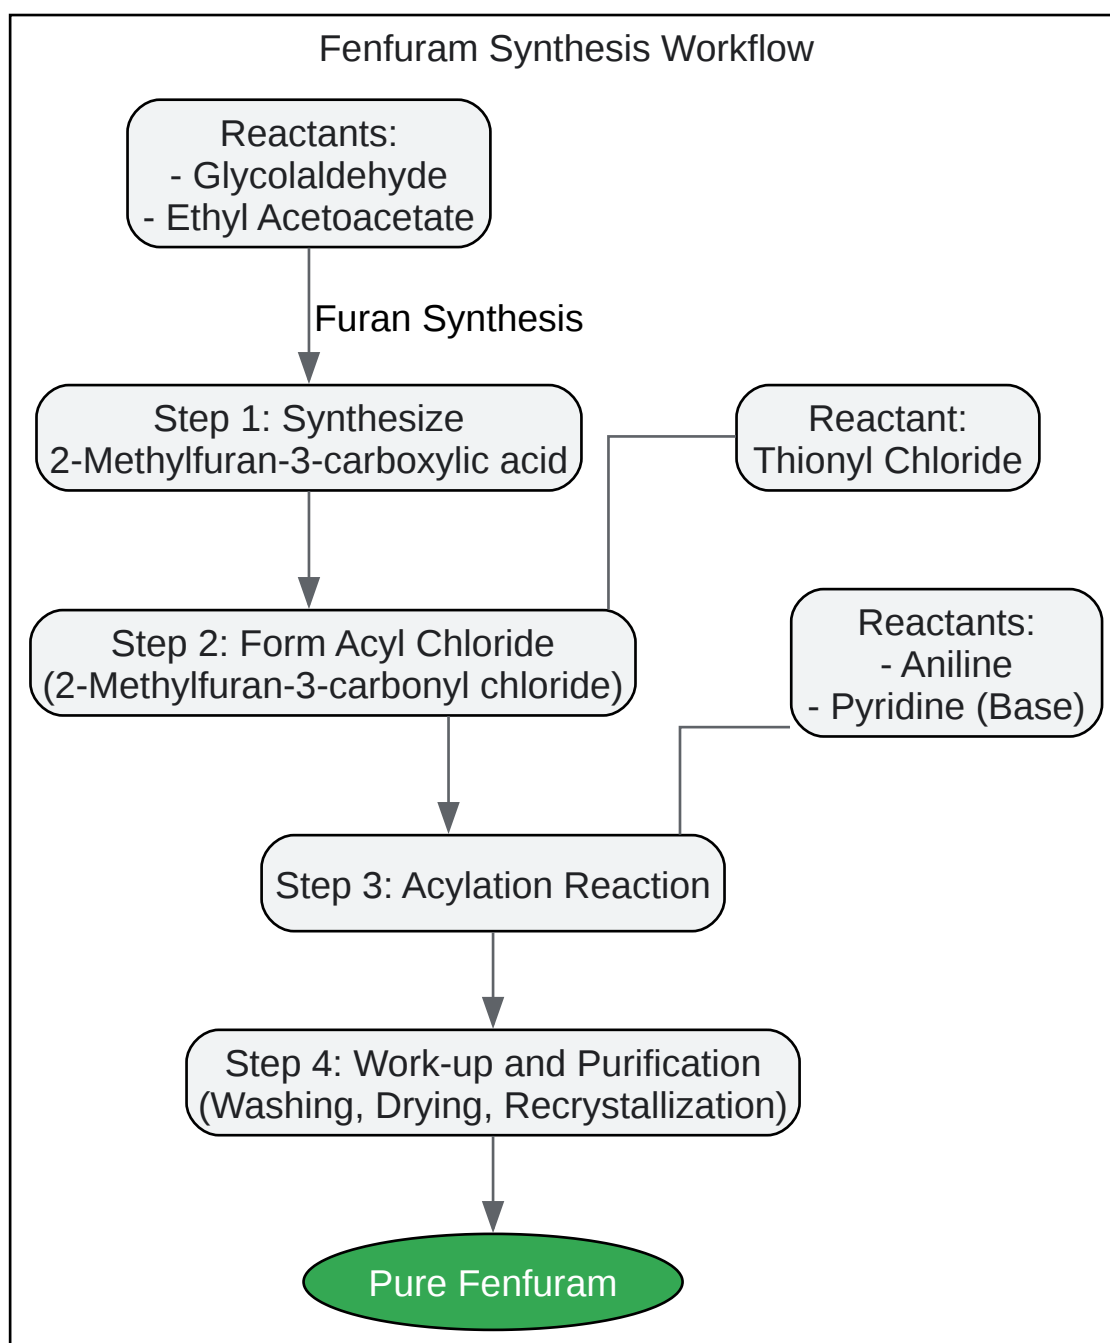 Fenfuram Synthesis Workflow
Reactants:
- Glycolaldehyde
- Ethyl Acetoacetate
Furan Synthesis
Step 1: Synthesize
2-Methylfuran-3-carboxylic acid
Reactant:
Thionyl Chloride
Step 2: Form Acyl Chloride
(2-Methylfuran-3-carbonyl chloride)
Reactants:
- Aniline
- Pyridine (Base)
Step 3: Acylation Reaction
Step 4: Work-up and Purification
(Washing, Drying, Recrystallization)
Pure Fenfuram